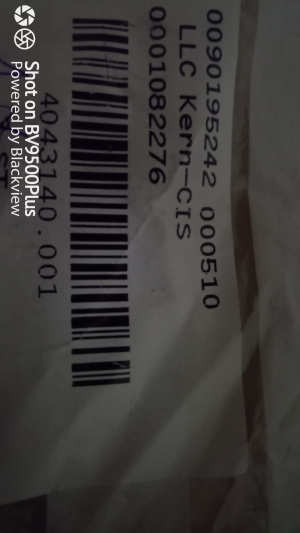 0090195242 000510
LLC Kern-CIS
0001082276
4043140.001
Shot on BV9500Plus
Powered by Blackview